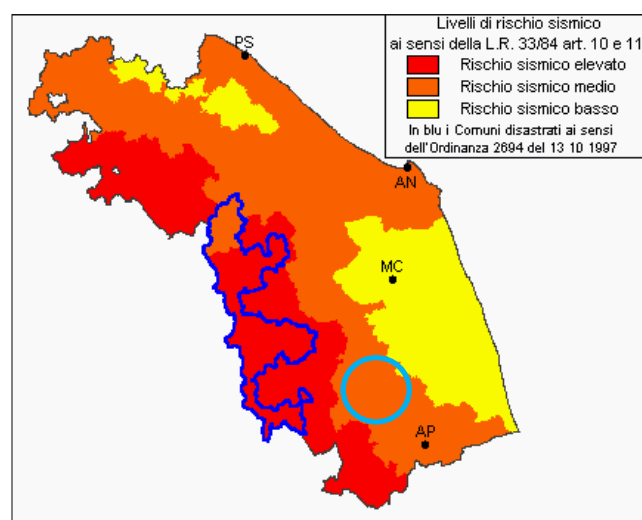 Livelli di rischio sismico
ai sensi della L.R. 33/84 art. 10 e 11
Rischio sismico elevato
Rischio sismico medio
Rischio sismico basso
In blu i Comuni disastrati ai sensi
dell'Ordinanza 2694 del 13 10 1997
PS
AN
MC
AP